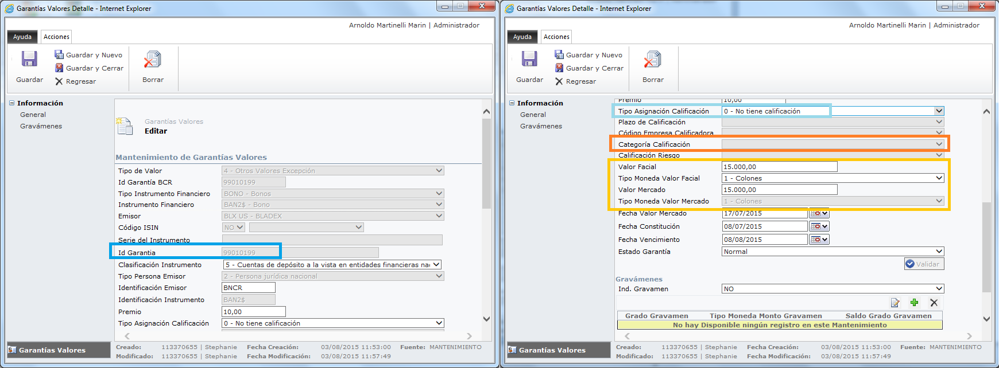 Garantías Valores Detalle - Internet Explorer
Arnoldo Martinelli Marin | Administrador
Ayuda
Acciones
Guardar
Guardar y Nuevo
Guardar y Cerrar
Regresar
Borrar
Información
General
Gravámenes
Garantías Valores
Editar
Mantenimiento de Garantías Valores
Tipo de Valor 4 - Otros Valores Excepción
Id Garantía BCR 99010199
Tipo Instrumento Financiero BONO - Bonos
Instrumento Financiero BAN2$ - Bono
Emisor BLX US - BLADEX
Código ISIN NO
Serie del Instrumento
Id Garantia 99010199
Clasificación Instrumento 5 - Cuentas de depósito a la vista en entidades financieras na
Tipo Persona Emisor 2 - Persona jurídica nacional
Identificación Emisor BNCR
Identificación Instrumento BAN2$
Premio 10,00
Tipo Asignación Calificación 0 - No tiene calificación
Garantías Valores
Creado: 113370655 | Stephanie Fecha Creación: 03/08/2015 11:53:00 Fuente: MANTENIMIENTO
Modificado: 113370655 | Stephanie Fecha Modificación: 03/08/2015 11:57:49
Garantías Valores Detalle - Internet Explorer
Arnoldo Martinelli Marin | Administrador
Ayuda
Acciones
Guardar
Guardar y Nuevo
Guardar y Cerrar
Regresar
Borrar
Información
General
Gravámenes
Premio 10,00
Tipo Asignación Calificación 0 - No tiene calificación
Plazo de Calificación
Código Empresa Calificadora
Categoría Calificación
Calificación Riesgo
Valor Facial 15.000,00
Tipo Moneda Valor Facial 1 - Colones
Valor Mercado 15.000,00
Tipo Moneda Valor Mercado 1 - Colones
Fecha Valor Mercado 17/07/2015
Fecha Constitución 08/07/2015
Fecha Vencimiento 08/08/2015
Estado Garantía Normal
Validar
Gravámenes
Ind. Gravamen NO
Grado Gravamen Tipo Moneda Monto Gravamen Saldo Grado Gravamen
No hay Disponible ningún registro en este Mantenimiento
Garantías Valores
Creado: 113370655 | Stephanie Fecha Creación: 03/08/2015 11:53:00 Fuente: MANTENIMIENTO
Modificado: 113370655 | Stephanie Fecha Modificación: 03/08/2015 11:57:49